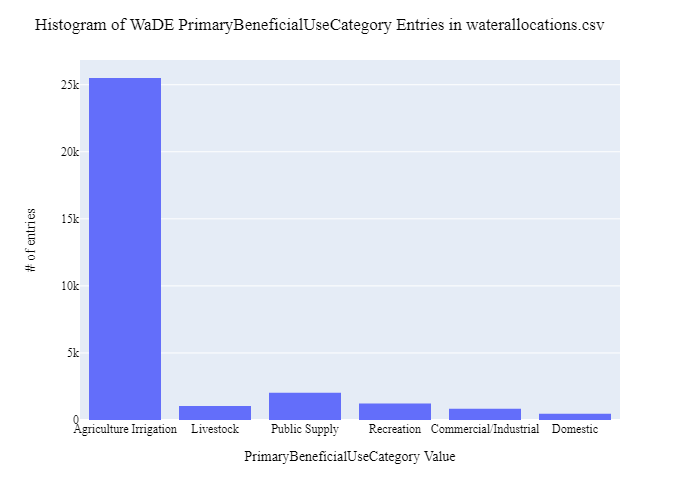 Histogram of WaDE PrimaryBeneficialUseCategory Entries in waterallocations.csv
# of entries
25k
20k
15k
10k
5k
0
Agriculture Irrigation Livestock Public Supply Recreation Commercial/Industrial Domestic
PrimaryBeneficialUseCategory Value